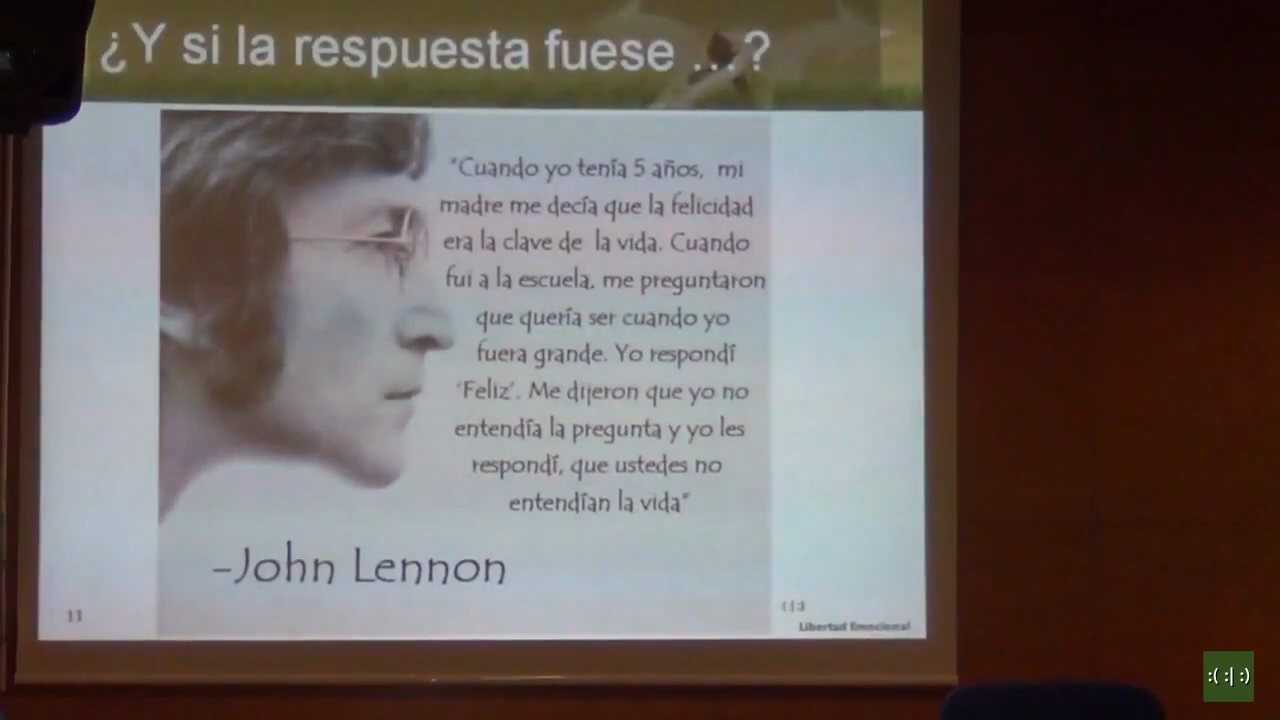 ¿Y si la respuesta fuese ...?
"Cuando yo tenía 5 años, mi
madre me decía que la felicidad
era la clave de la vida. Cuando
fui a la escuela, me preguntaron
que quería ser cuando yo
fuera grande. Yo respondí
'Feliz'. Me dijeron que yo no
entendía la pregunta y yo les
respondí, que ustedes no
entendían la vida"
-John Lennon
11
Libertad Emocional
:( :| :)